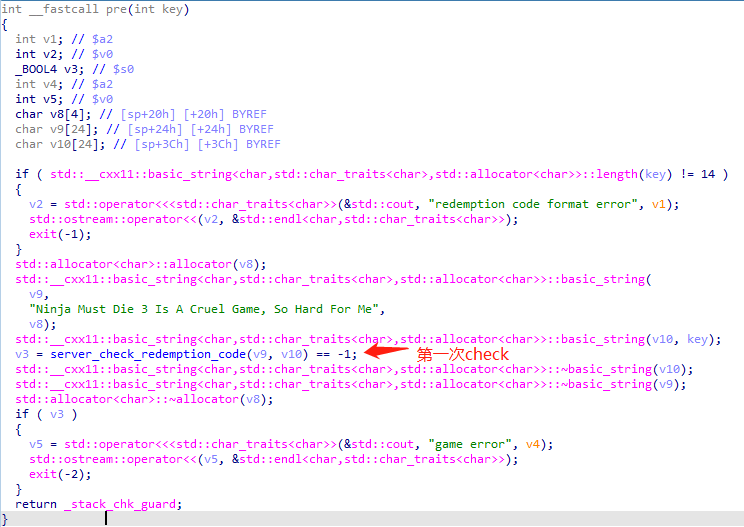 int __fastcall pre(int key)
{
  int v1; // $a2
  int v2; // $v0
  _BOOL4 v3; // $s0
  int v4; // $a2
  int v5; // $v0
  char v8[4]; // [sp+20h] [+20h] BYREF
  char v9[24]; // [sp+24h] [+24h] BYREF
  char v10[24]; // [sp+3Ch] [+3Ch] BYREF
  if ( std::__cxx11::basic_string<char,std::char_traits<char>,std::allocator<char>>::length(key) != 14 )
  {
    v2 = std::operator<<<std::char_traits<char>>(&std::cout, "redemption code format error", v1);
    std::ostream::operator<<(v2, &std::endl<char,std::char_traits<char>>);
    exit(-1);
  }
  std::allocator<char>::allocator(v8);
  std::__cxx11::basic_string<char,std::char_traits<char>,std::allocator<char>>::basic_string(
    v9,
    "Ninja Must Die 3 Is A Cruel Game, So Hard For Me",
    v8);
  std::__cxx11::basic_string<char,std::char_traits<char>,std::allocator<char>>::basic_string(v10, key);
  v3 = server_check_redemption_code(v9, v10) == -1; 第一次check
  std::__cxx11::basic_string<char,std::char_traits<char>,std::allocator<char>>::~basic_string(v10);
  std::__cxx11::basic_string<char,std::char_traits<char>,std::allocator<char>>::~basic_string(v9);
  std::allocator<char>::~allocator(v8);
  if ( v3 )
  {
    v5 = std::operator<<<std::char_traits<char>>(&std::cout, "game error", v4);
    std::ostream::operator<<(v5, &std::endl<char,std::char_traits<char>>);
    exit(-2);
  }
  return _stack_chk_guard;
}